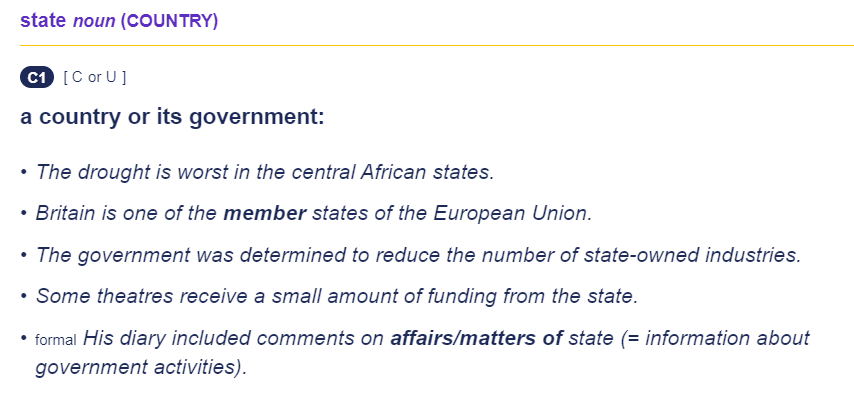 state noun (COUNTRY)
C1 [ C or U ]
a country or its government:
• The drought is worst in the central African states.
• Britain is one of the member states of the European Union.
• The government was determined to reduce the number of state-owned industries.
• Some theatres receive a small amount of funding from the state.
• formal His diary included comments on affairs/matters of state (= information about
government activities).